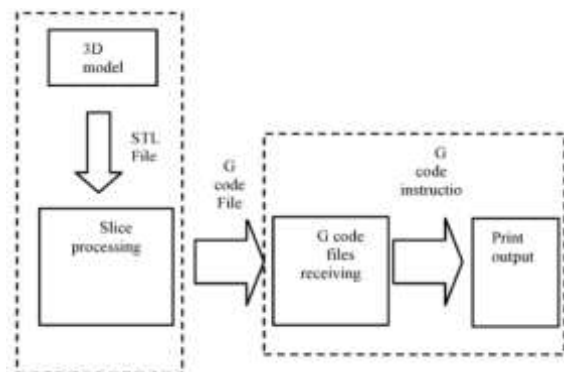 3D
model
STL
File
Slice
processing
G
code
File
G code
files
receiving
G
code
instructio
Print
output